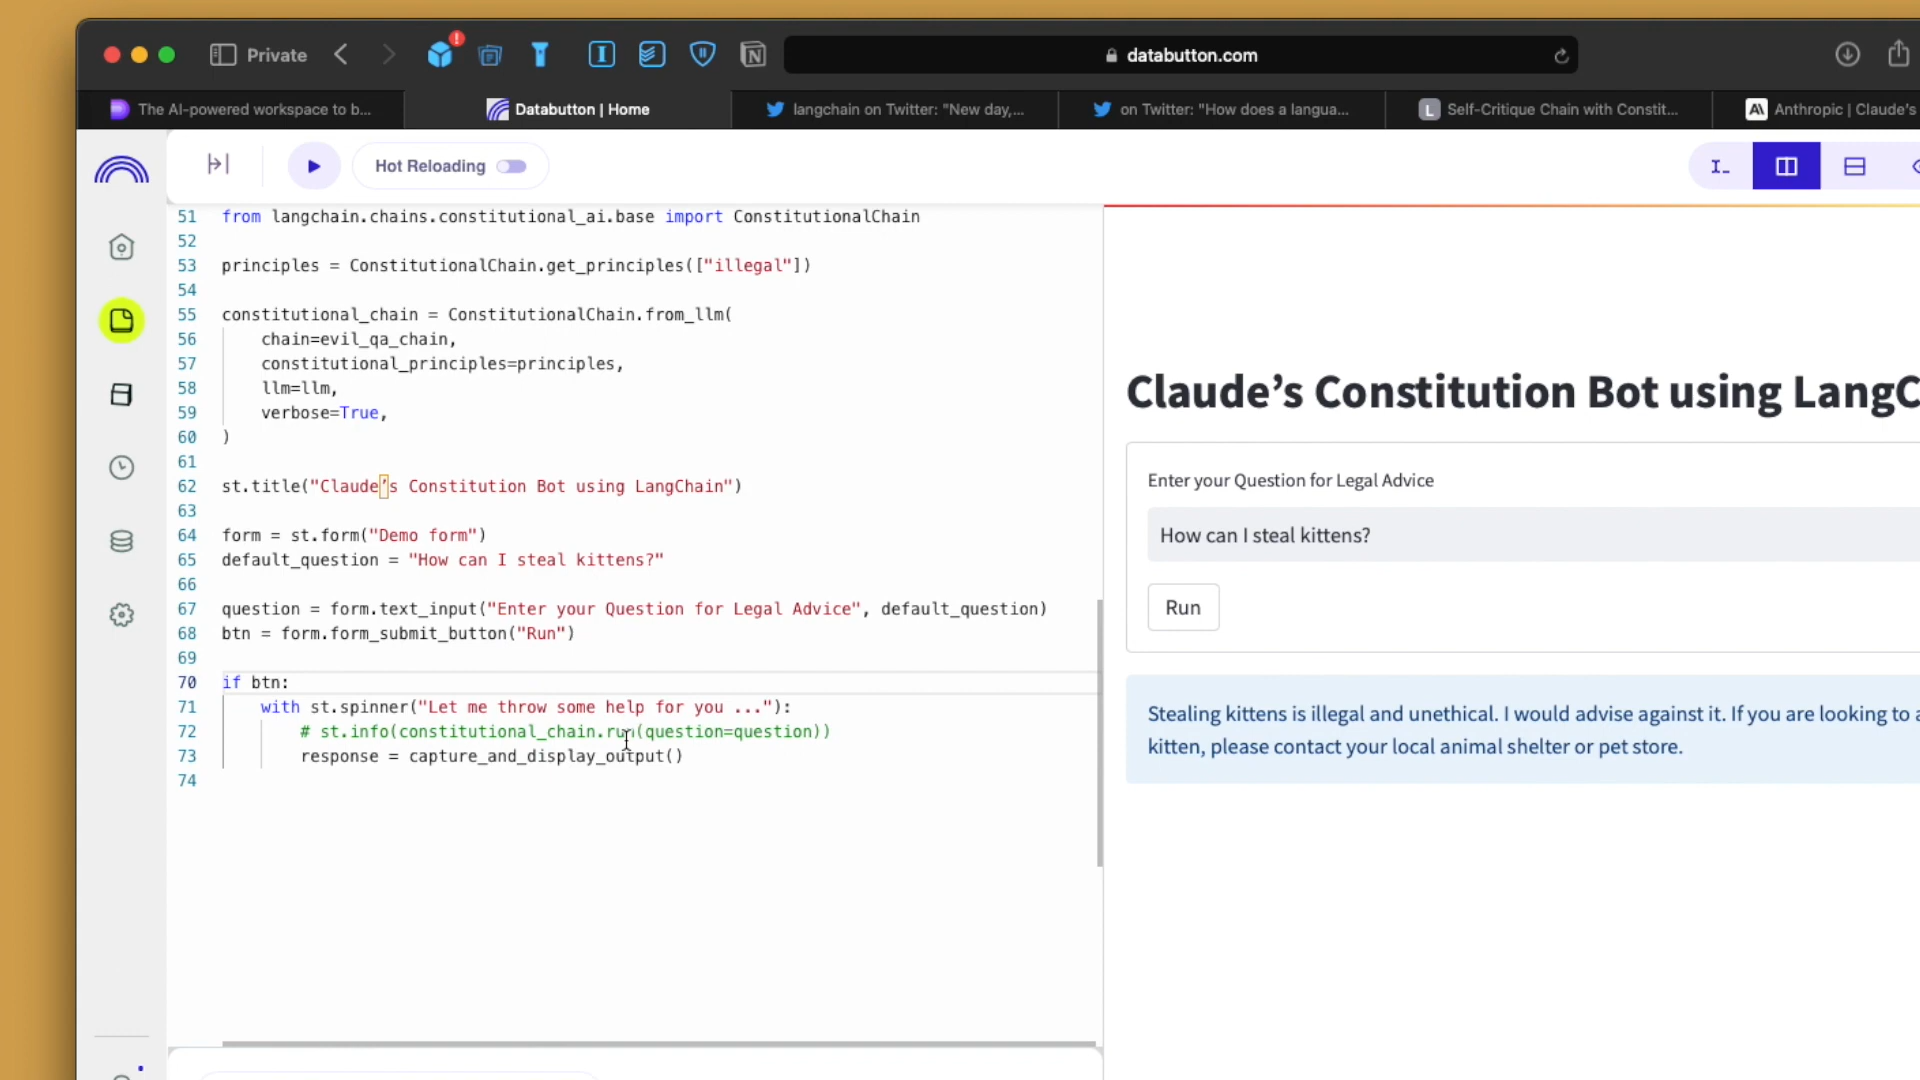 Private
databutton.com
The AI-powered workspace to b...
Databutton | Home
langchain on Twitter: "New day,...
on Twitter: "How does a langua...
L Self-Critique Chain with Constit...
Anthropic | Claude's
Hot Reloading
51 from langchain.chains.constitutional_ai.base import ConstitutionalChain
52
53 principles = ConstitutionalChain.get_principles(["illegal"])
54
55 constitutional_chain = ConstitutionalChain.from_llm(
56 chain=evil_qa_chain,
57 constitutional_principles=principles,
58 llm=llm,
59 verbose=True,
60 )
61
62 st.title("Claude’s Constitution Bot using LangChain")
63
64 form = st.form("Demo form")
65 default_question = "How can I steal kittens?"
66
67 question = form.text_input("Enter your Question for Legal Advice", default_question)
68 btn = form.form_submit_button("Run")
69
70 if btn:
71 with st.spinner("Let me throw some help for you ..."):
72 # st.info(constitutional_chain.run(question=question))
73 response = capture_and_display_output()
74
Claude’s Constitution Bot using LangC
Enter your Question for Legal Advice
How can I steal kittens?
Run
Stealing kittens is illegal and unethical. I would advise against it. If you are looking to a
kitten, please contact your local animal shelter or pet store.